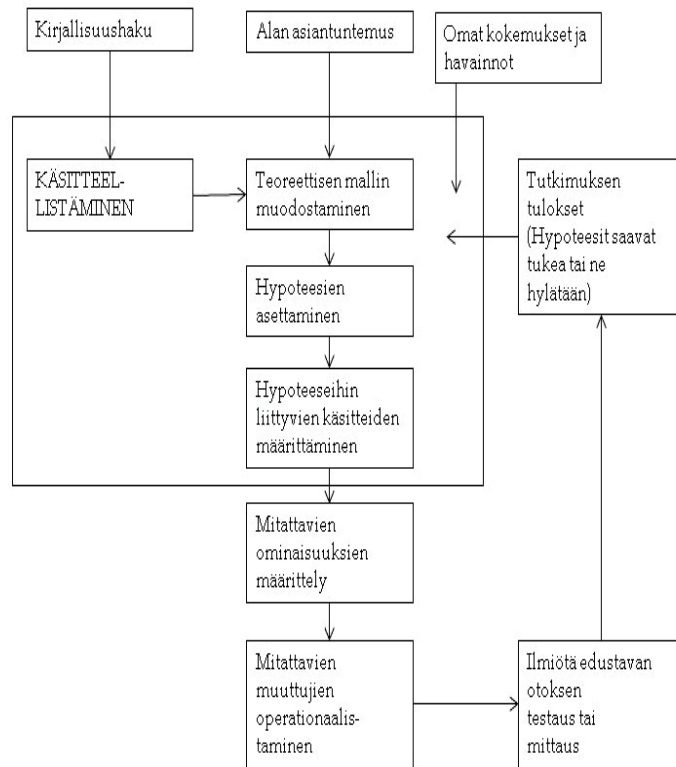 Kirjallisuushaku
Alan asiantuntemus
Omat kokemukset ja
havainnot
KÄSITTEEL-
LISTÄMINEN
Teoreettisen mallin
muodostaminen
Tutkimuksen
tulokset
(Hypoteesit saavat
tukea tai ne
hylätään)
Hypoteesien
asettaminen
Hypoteeseihin
liittyvien käsitteiden
määrittäminen
Mitattavien
ominaisuuksien
määrittely
Mitattavien
muuttujien
operationaalis-
taminen
Ilmiötä edustavan
otoksen
testaus tai
mittaus